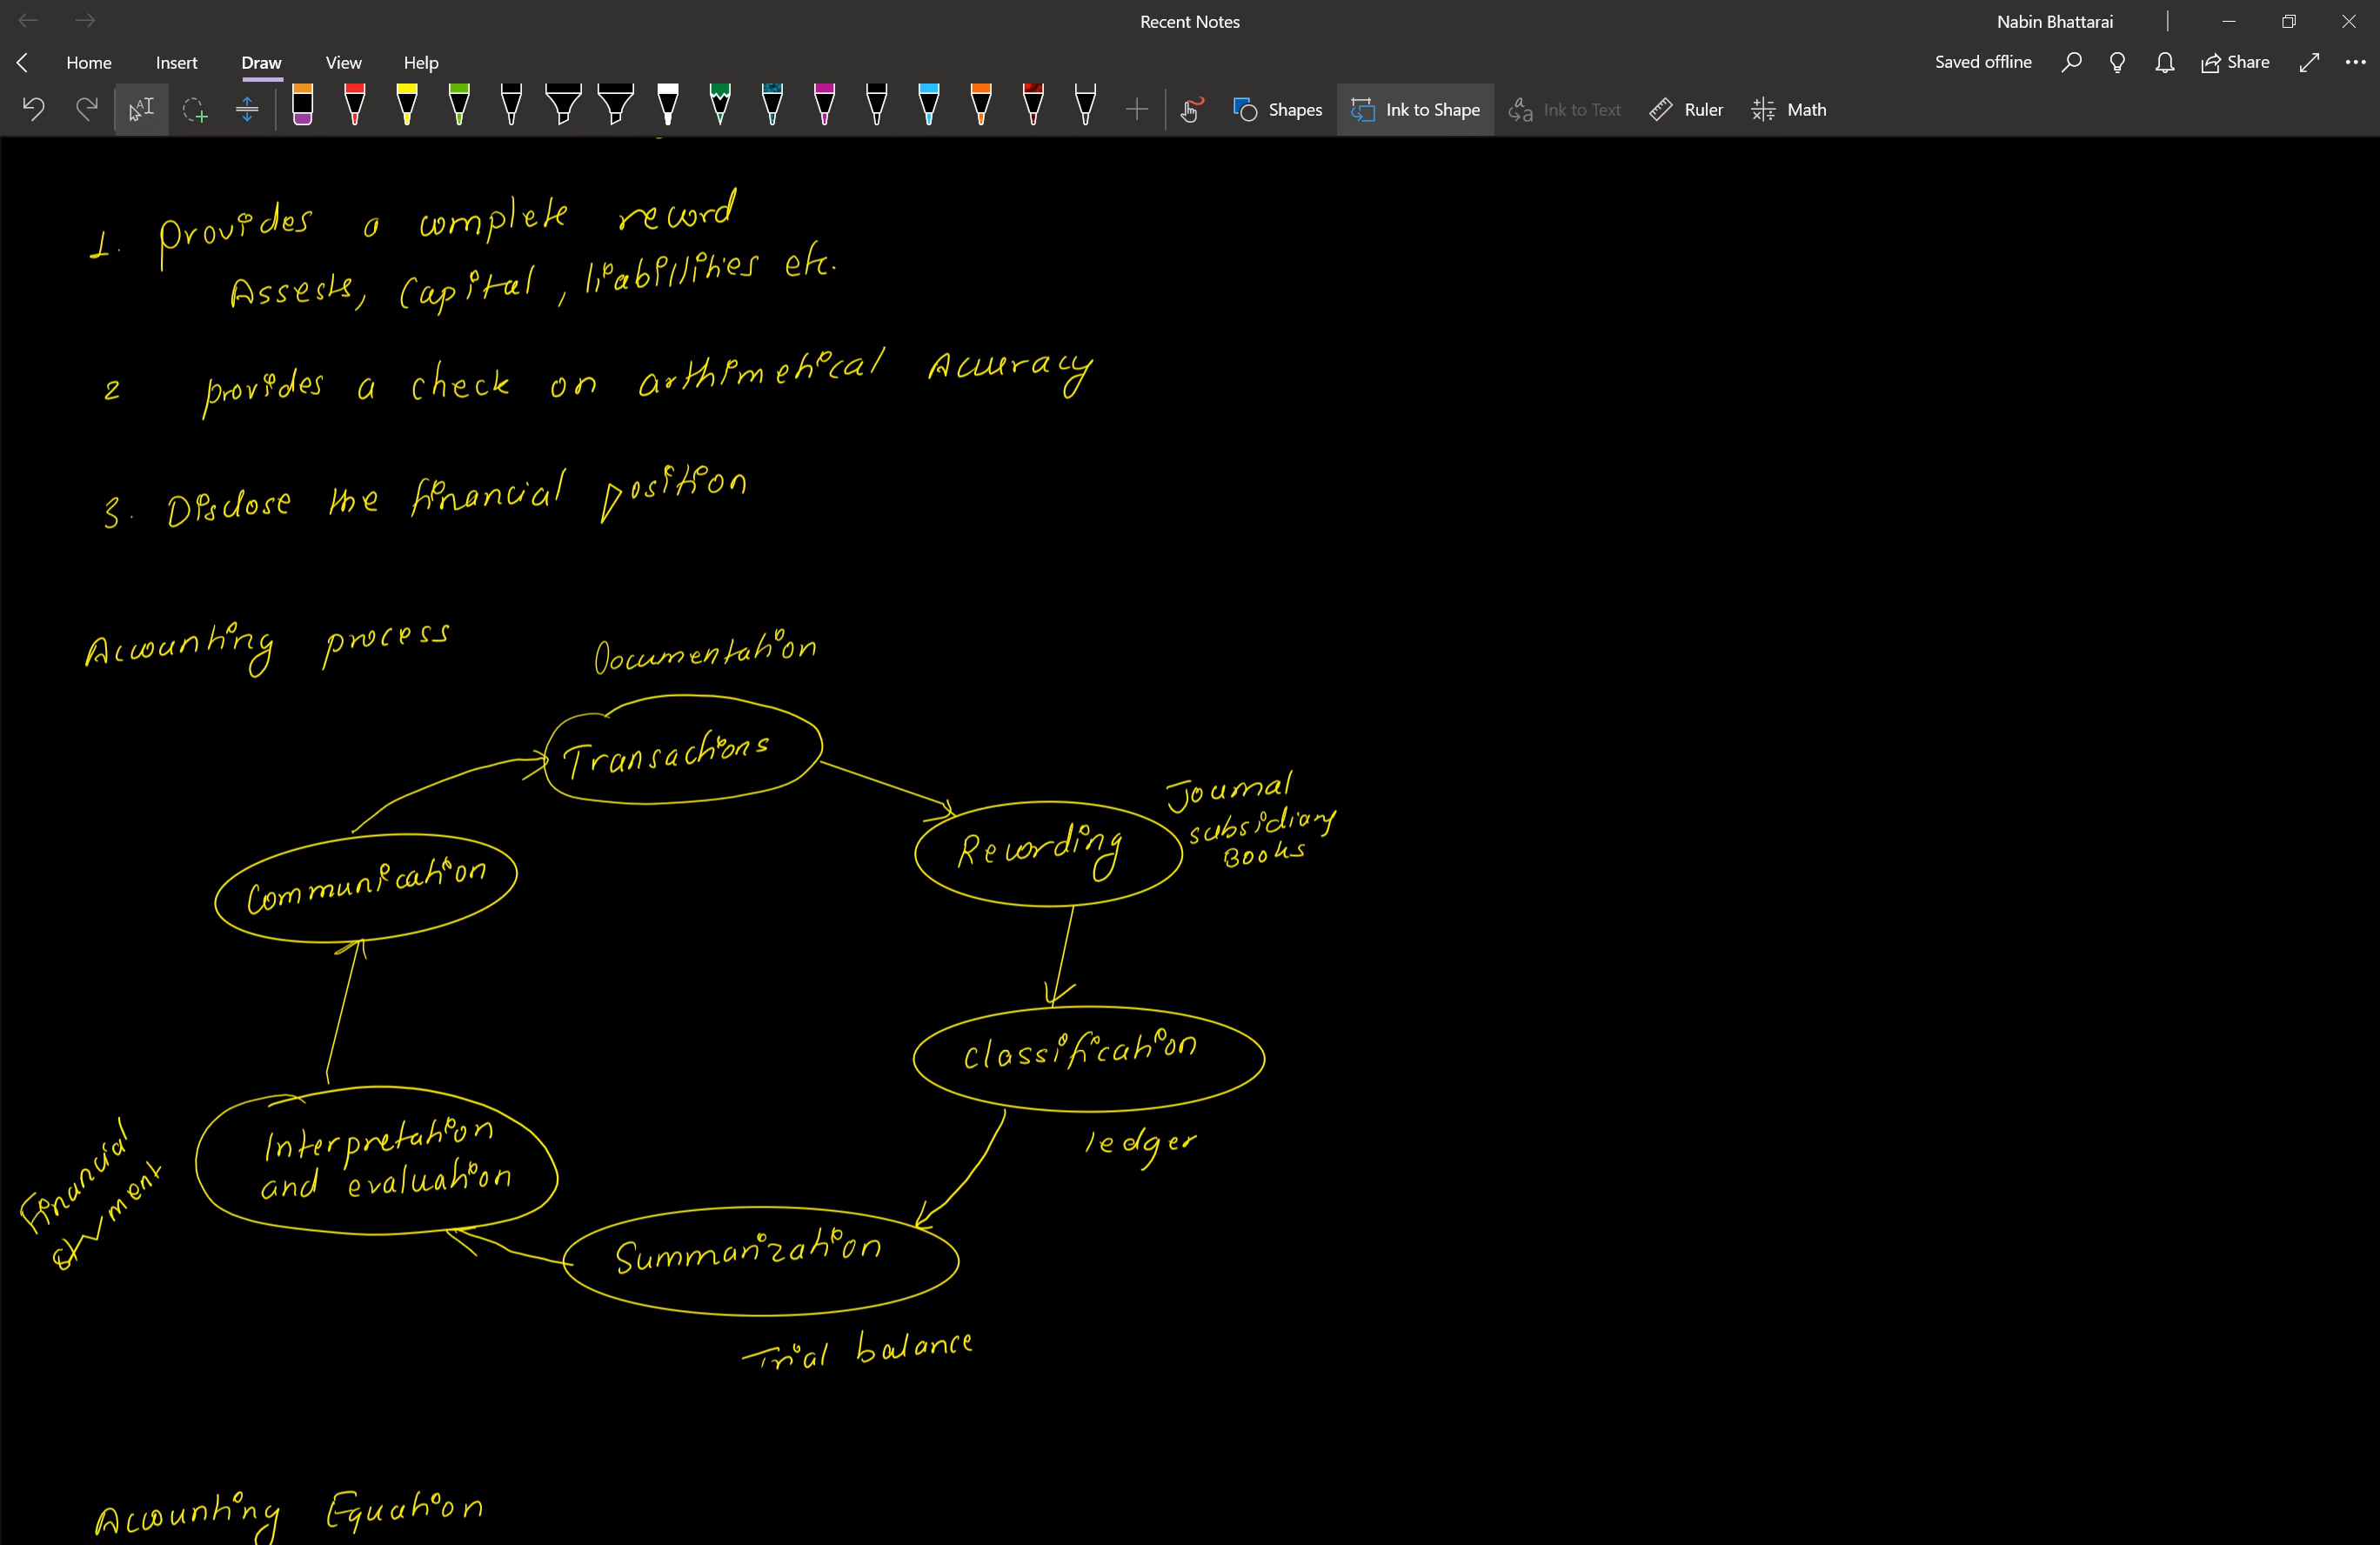 Recent Notes
Nabin Bhattarai
Home Insert Draw View Help
Saved offline
Share
Shapes Ink to Shape Ink to Text Ruler Math
1. Provides a complete record
Assests, Capital, liabilities etc.
2 provides a check on arthimetical Accuracy
3. Disclose the financial position
Accounting process
Documentation
Transactions
Journal
subsidiary
Books
Recording
Communication
Classification
ledger
Interpretation
and evaluation
Financial
Summarization
Trial balance
Accounting Equation